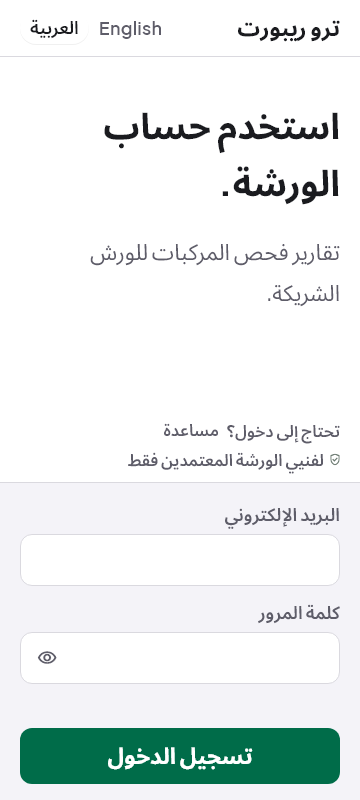 ترو ريبورت
English
العربية
استخدم حساب
الورشة.
تقارير فحص المركبات للورش
الشريكة.
تحتاج إلى دخول؟ مساعدة
لفنيي الورشة المعتمدين فقط
البريد الإلكتروني
كلمة المرور
تسجيل الدخول